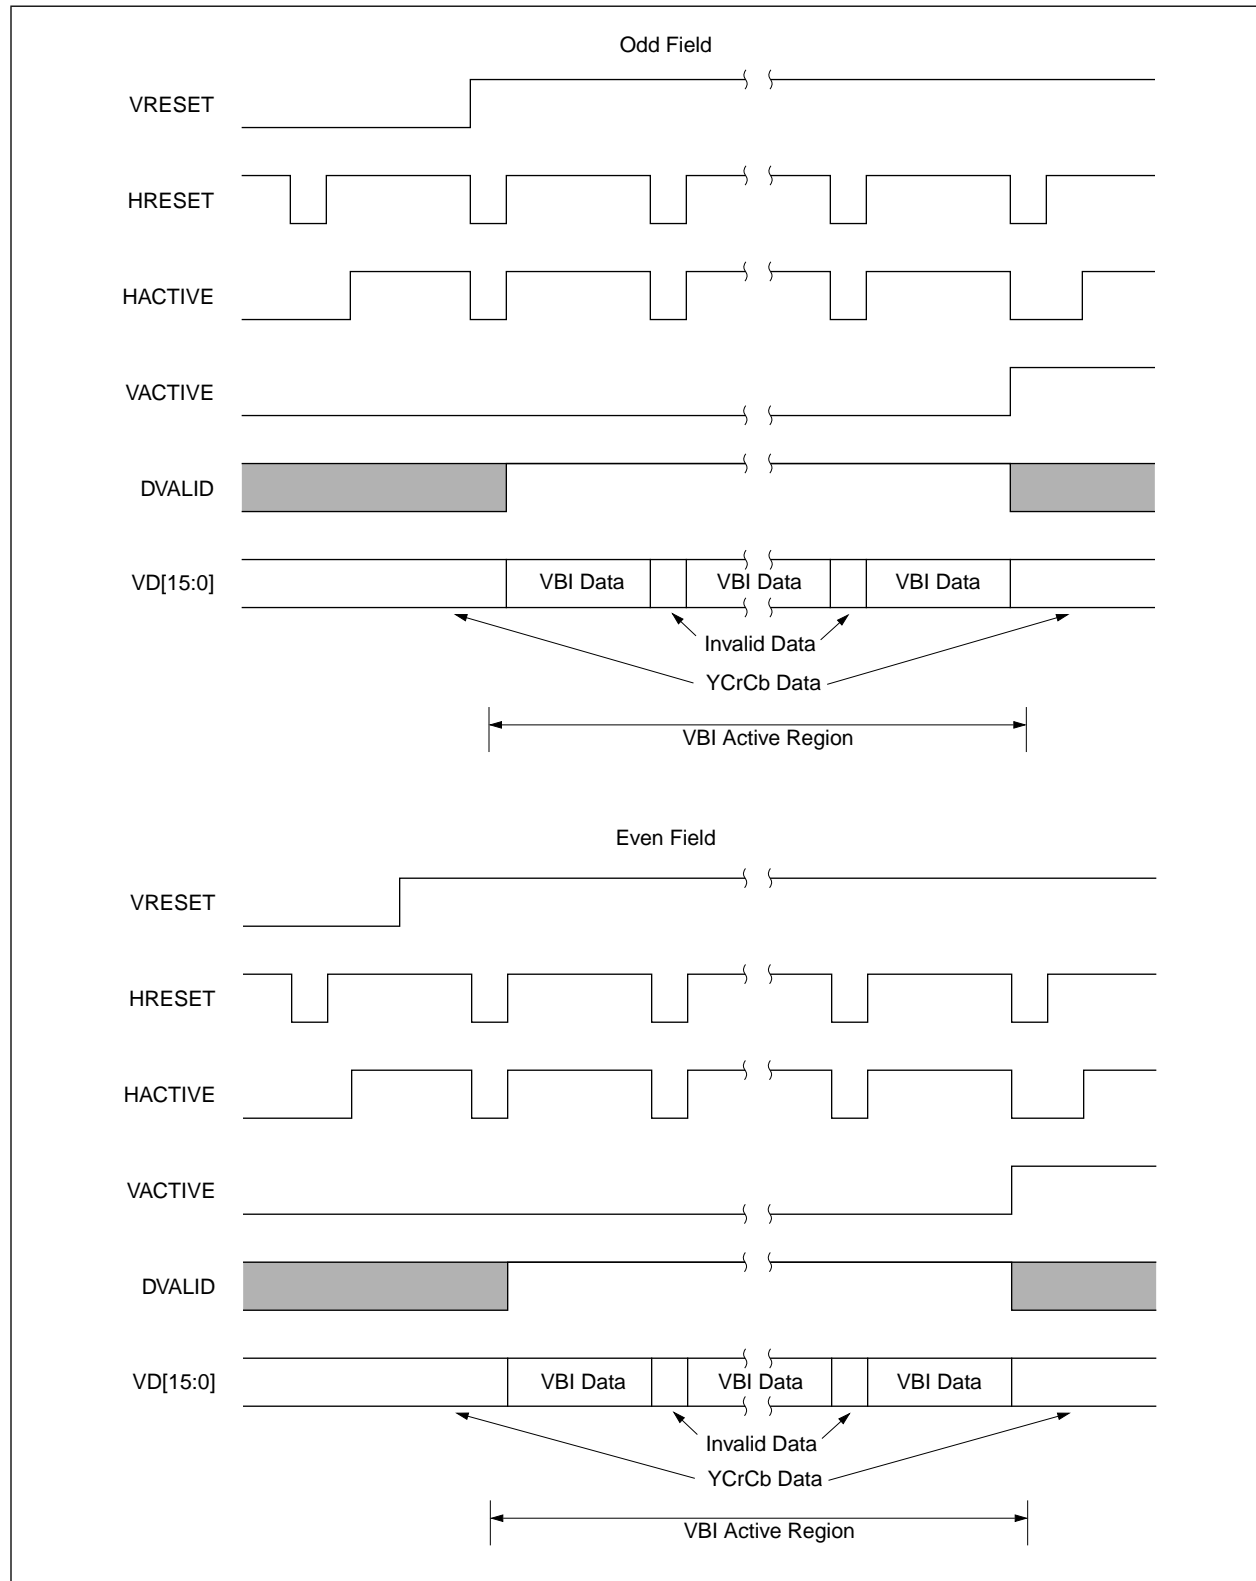 Odd Field
VRESET
HRESET
HACTIVE
VACTIVE
DVALID
VD[15:0]
VBI Data
VBI Data
VBI Data
Invalid Data
YCrCb Data
VBI Active Region
Even Field
VRESET
HRESET
HACTIVE
VACTIVE
DVALID
VD[15:0]
VBI Data
VBI Data
VBI Data
Invalid Data
YCrCb Data
VBI Active Region